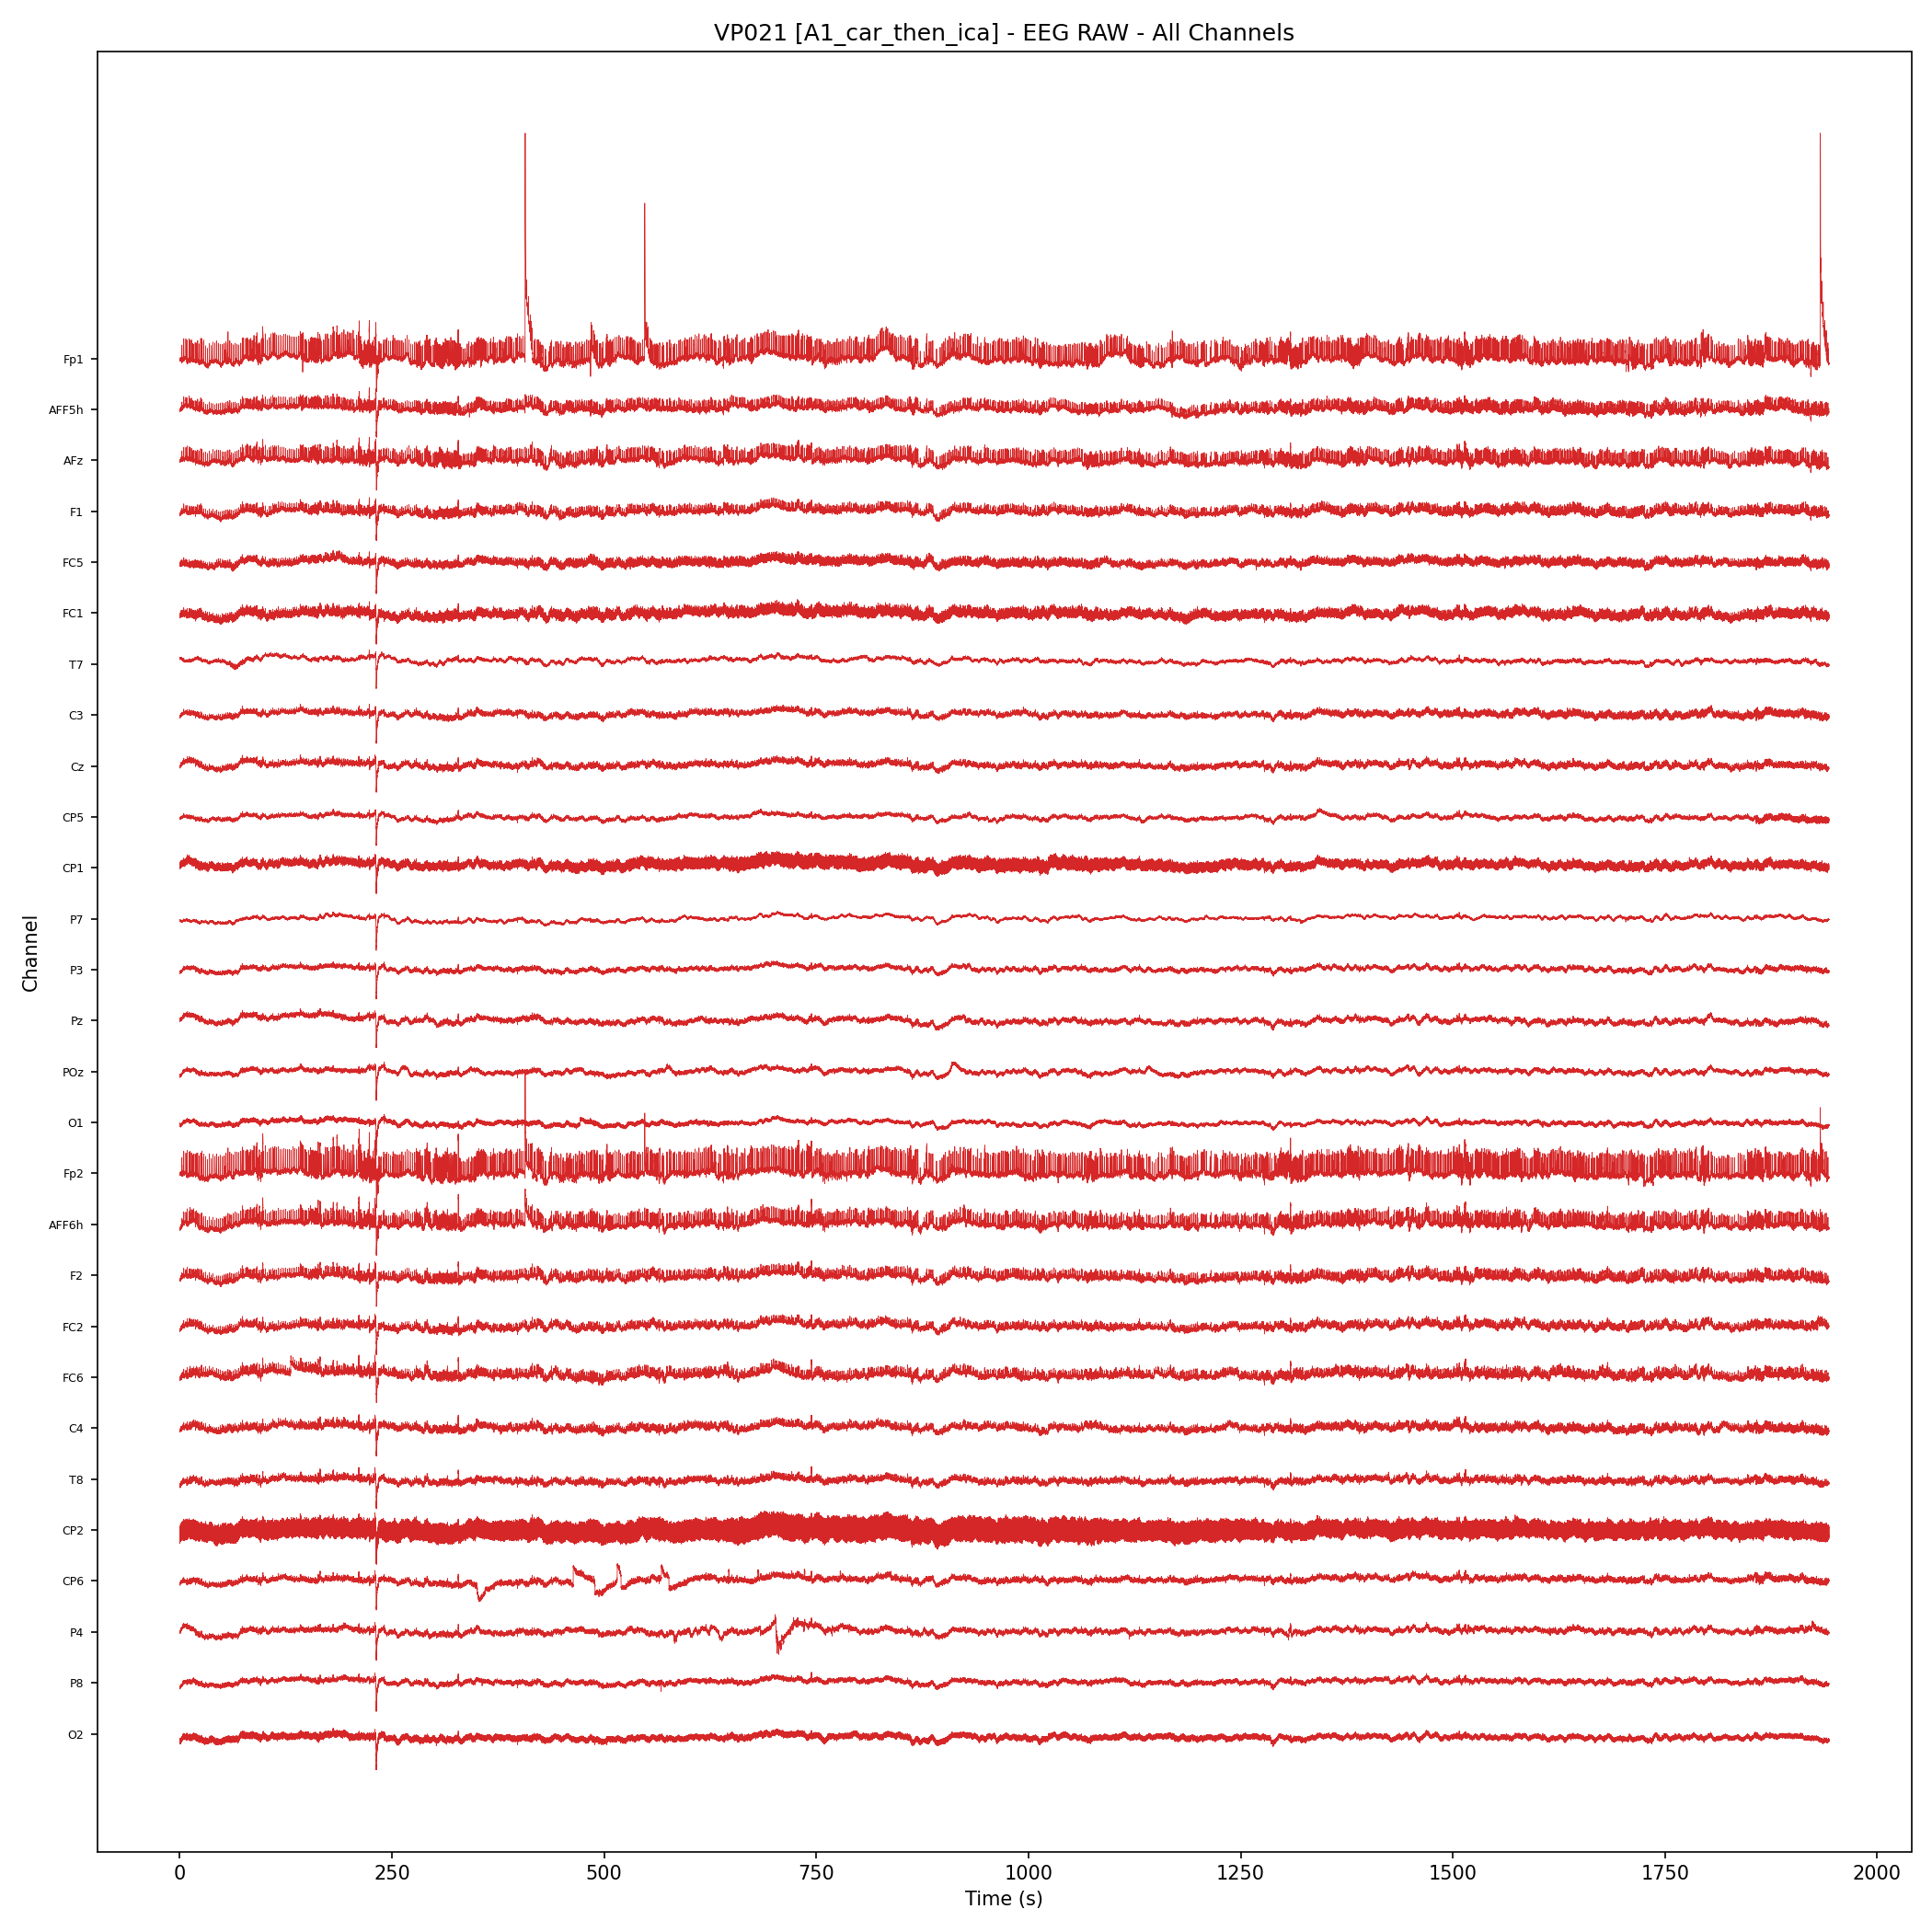 VP021 [A1_car_then_ica] - EEG RAW - All Channels
Fp1
AFF5h
AFz
F1
FC5
FC1
T7
C3
Cz
CP5
CP1
P7
P3
Pz
POz
O1
Fp2
AFF6h
F2
FC2
FC6
C4
T8
CP2
CP6
P4
P8
O2
Channel
0 250 500 750 1000 1250 1500 1750 2000
Time (s)